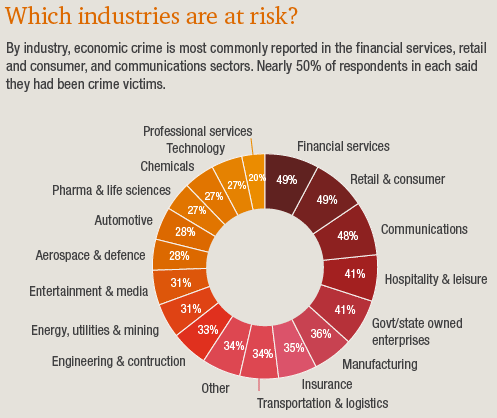 Which industries are at risk?
By industry, economic crime is most commonly reported in the financial services, retail
and consumer, and communications sectors. Nearly 50% of respondents in each said
they had been crime victims.
Financial services
49%
Retail & consumer
49%
Communications
48%
Hospitality & leisure
41%
Govt/state owned
enterprises
41%
Manufacturing
36%
Insurance
35%
Transportation & logistics
34%
Other
34%
Engineering & contruction
33%
Energy, utilities & mining
31%
Entertainment & media
31%
Aerospace & defence
28%
Automotive
28%
Pharma & life sciences
27%
Chemicals
27%
Technology
27%
Professional services
20%